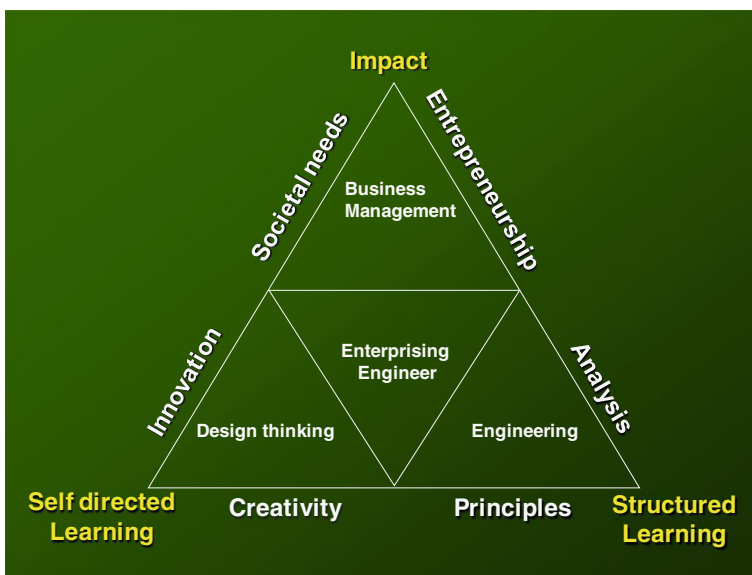 Impact
Societal needs
Entrepreneurship
Business
Management
Innovation
Enterprising
Engineer
Analysis
Design thinking
Engineering
Self directed
Learning
Creativity
Principles
Structured
Learning